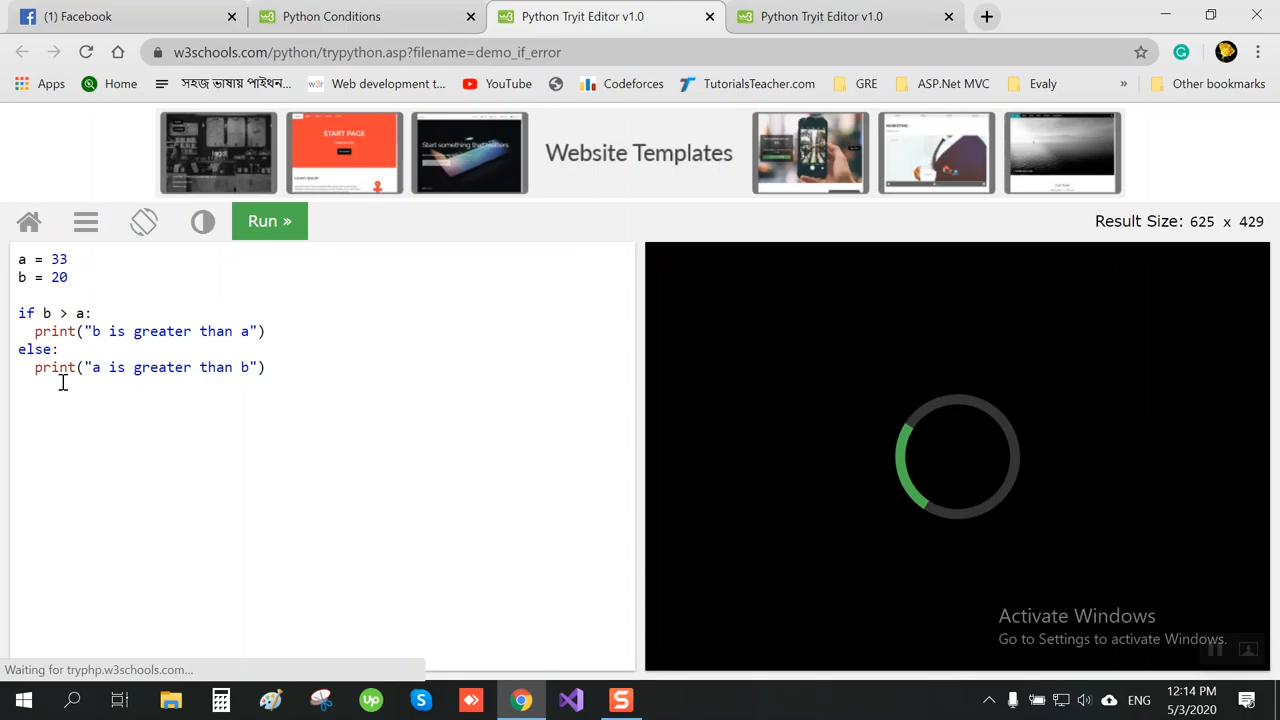 (1) Facebook
Python Conditions
Python Tryit Editor v1.0
Python Tryit Editor v1.0
w3schools.com/python/trypython.asp?filename=demo_if_error
Apps
Home
সহজ ভাষায় পাইথ...
Web development t...
YouTube
Codeforces
TutorialsTeacher.com
GRE
ASP.Net MVC
Evaly
»
Other bookmarks
START PAGE
Website Templates
Run »
Result Size: 625 x 429
a = 33
b = 20
if b > a:
print("b is greater than a")
else:
print("a is greater than b")
Activate Windows
Go to Settings to activate Windows.
Waiting for tryphp.w3schools.com...
ENG
12:14 PM
5/3/2020